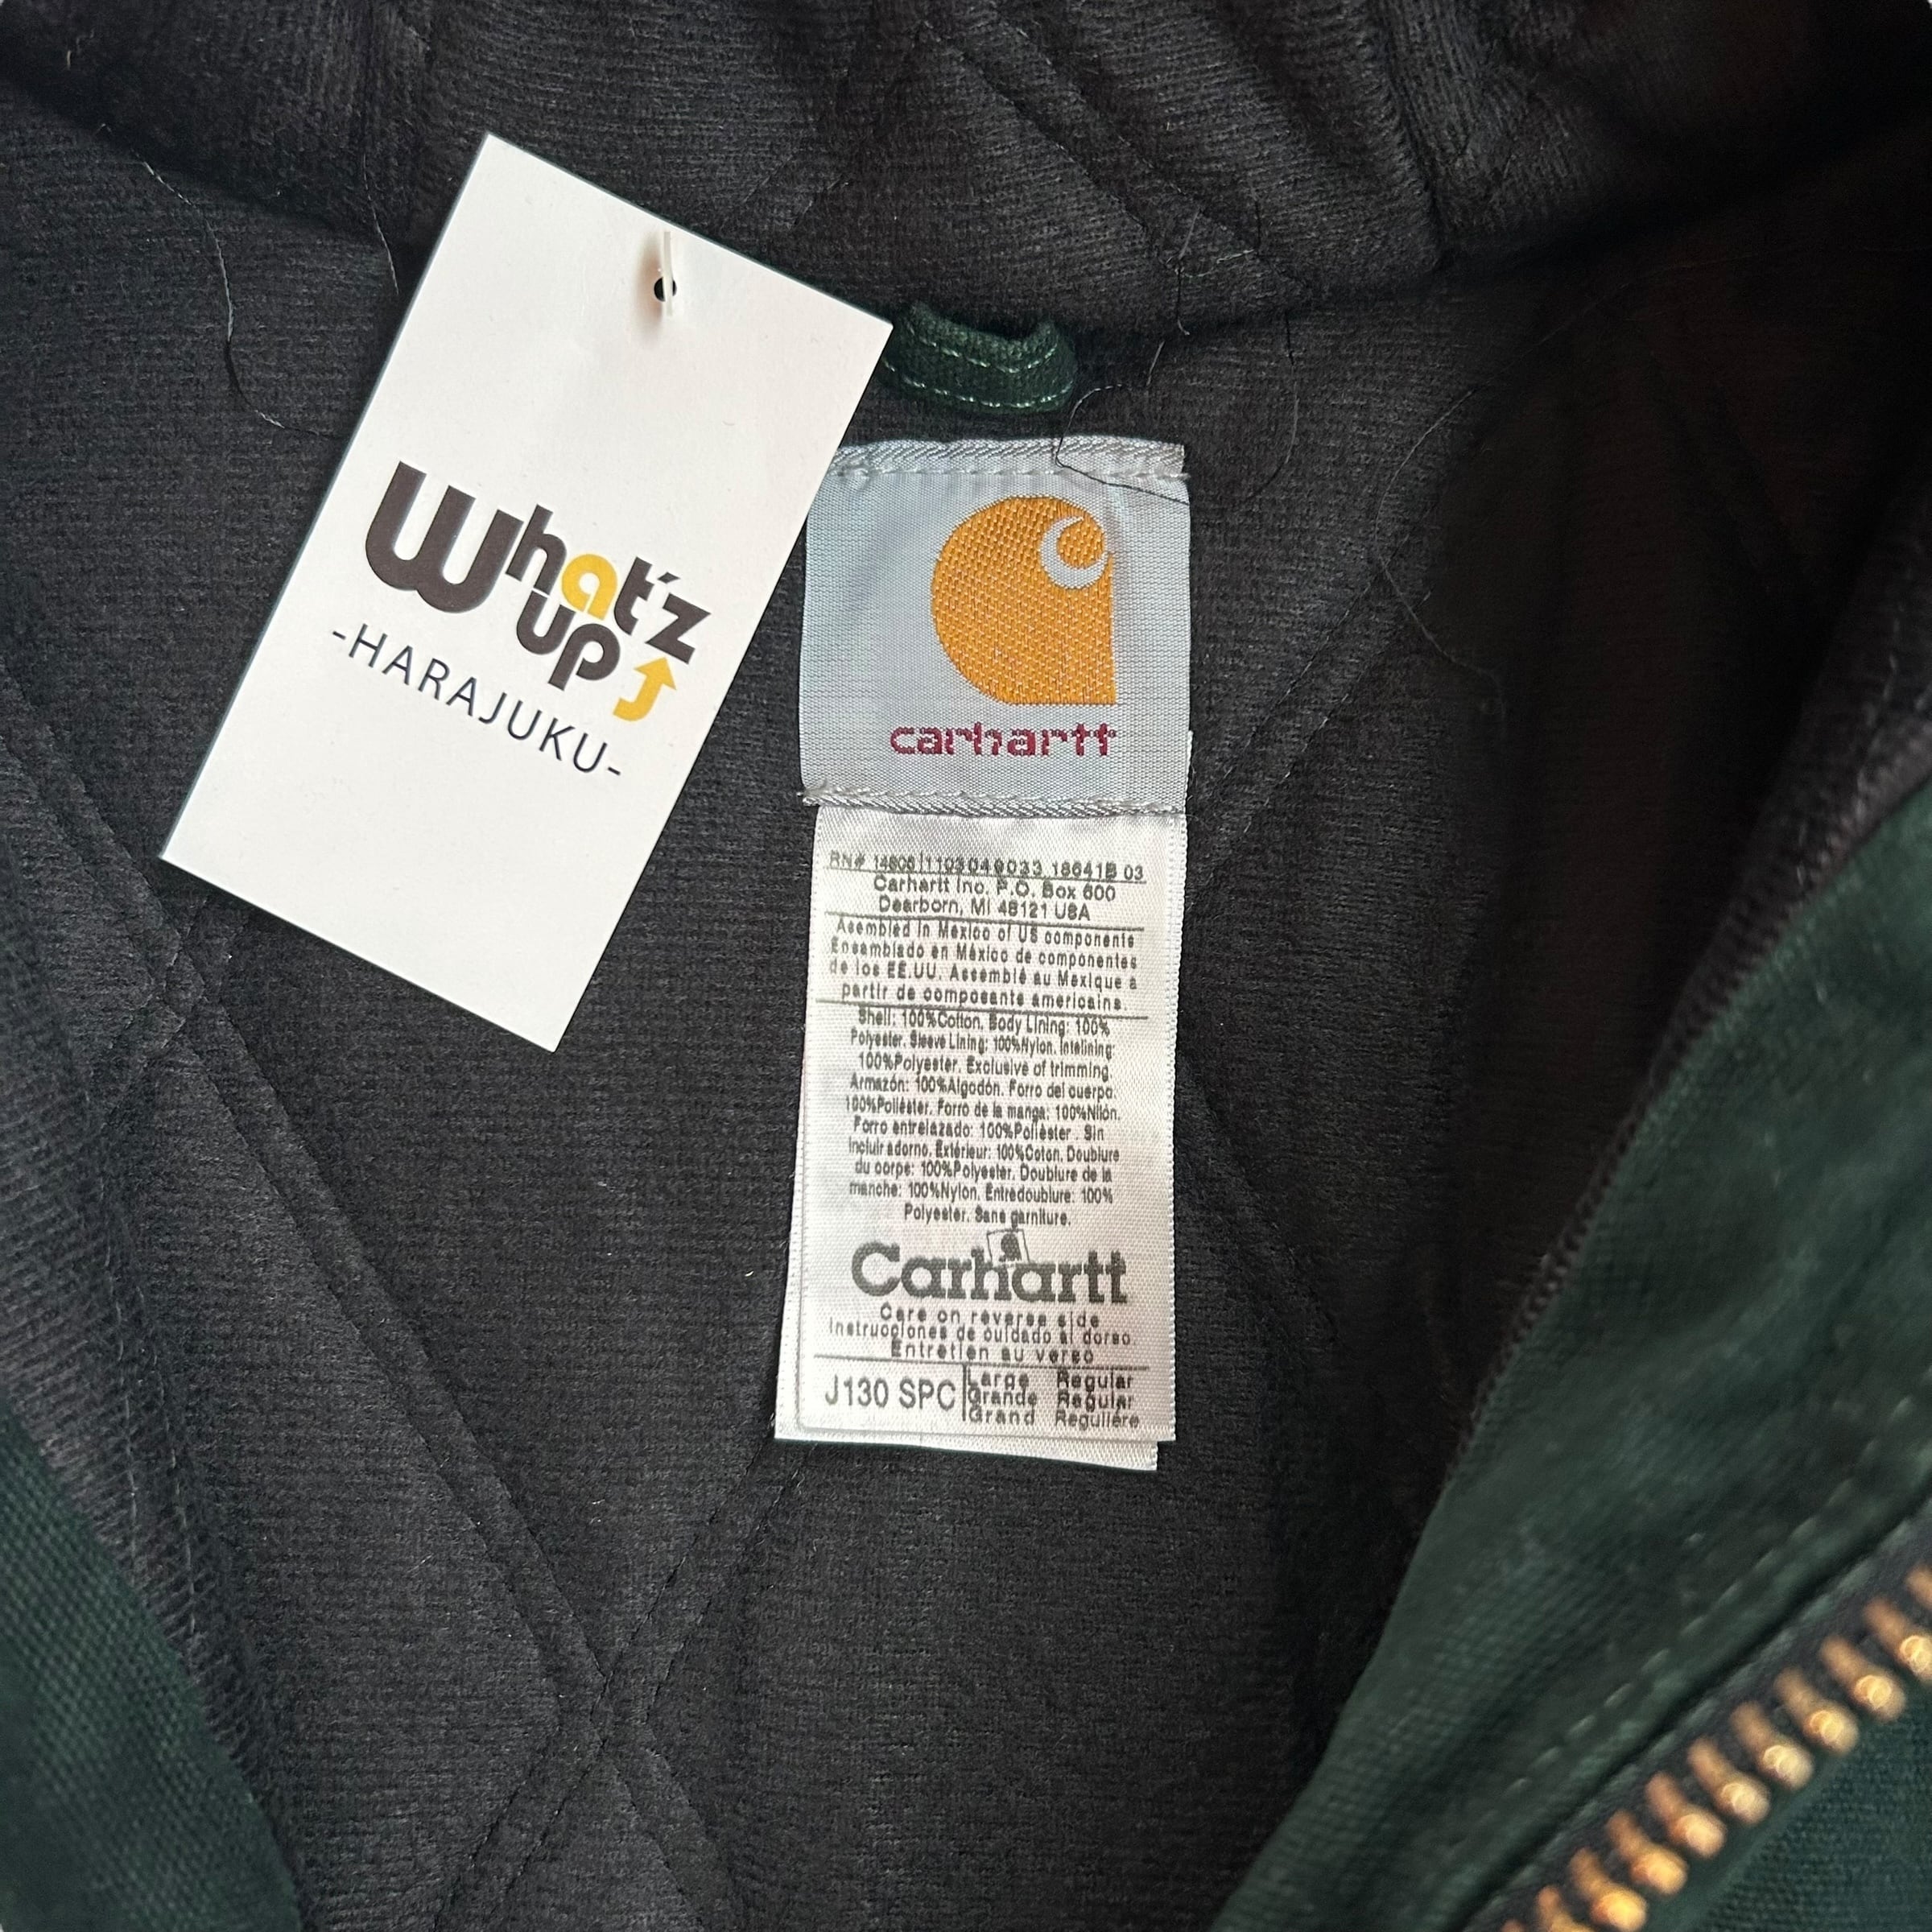 What'z
up
-HARAJUKU-
carhartt
RN# 14806 1103040033 18641B 03
Carhartt Inc. P.O. Box 600
Dearborn, MI 48121 USA
Asembled in Mexico of US components
Ensamblado en México de componentes
de los EE.UU. Assemblé au Mexique a
partir de composante americains
Shell: 100%Cotton. Body Lining: 100%
Polyester. Sleeve Lining: 100%Nylon. Intelining
100%Polyester. Exclusive of trimming
Armazón: 100%Algodón. Forro del cuerpo.
100%Poliéster. Forro de la manga: 100%Nilón.
Forro entrelazado: 100%Poliéster. Sin
incluir adorno. Extérieur: 100%Coton. Doublure
du corps: 100%Polyester. Doublure de la
manche: 100%Nylon. Entredoublure: 100%
Polyester. Sans garniture.
Carhartt
Care on reverse side
Instrucciones de cuidado al dorso.
Entretien au verso
J130 SPC
Large Regular
Grande Regular
Grand Reguliere